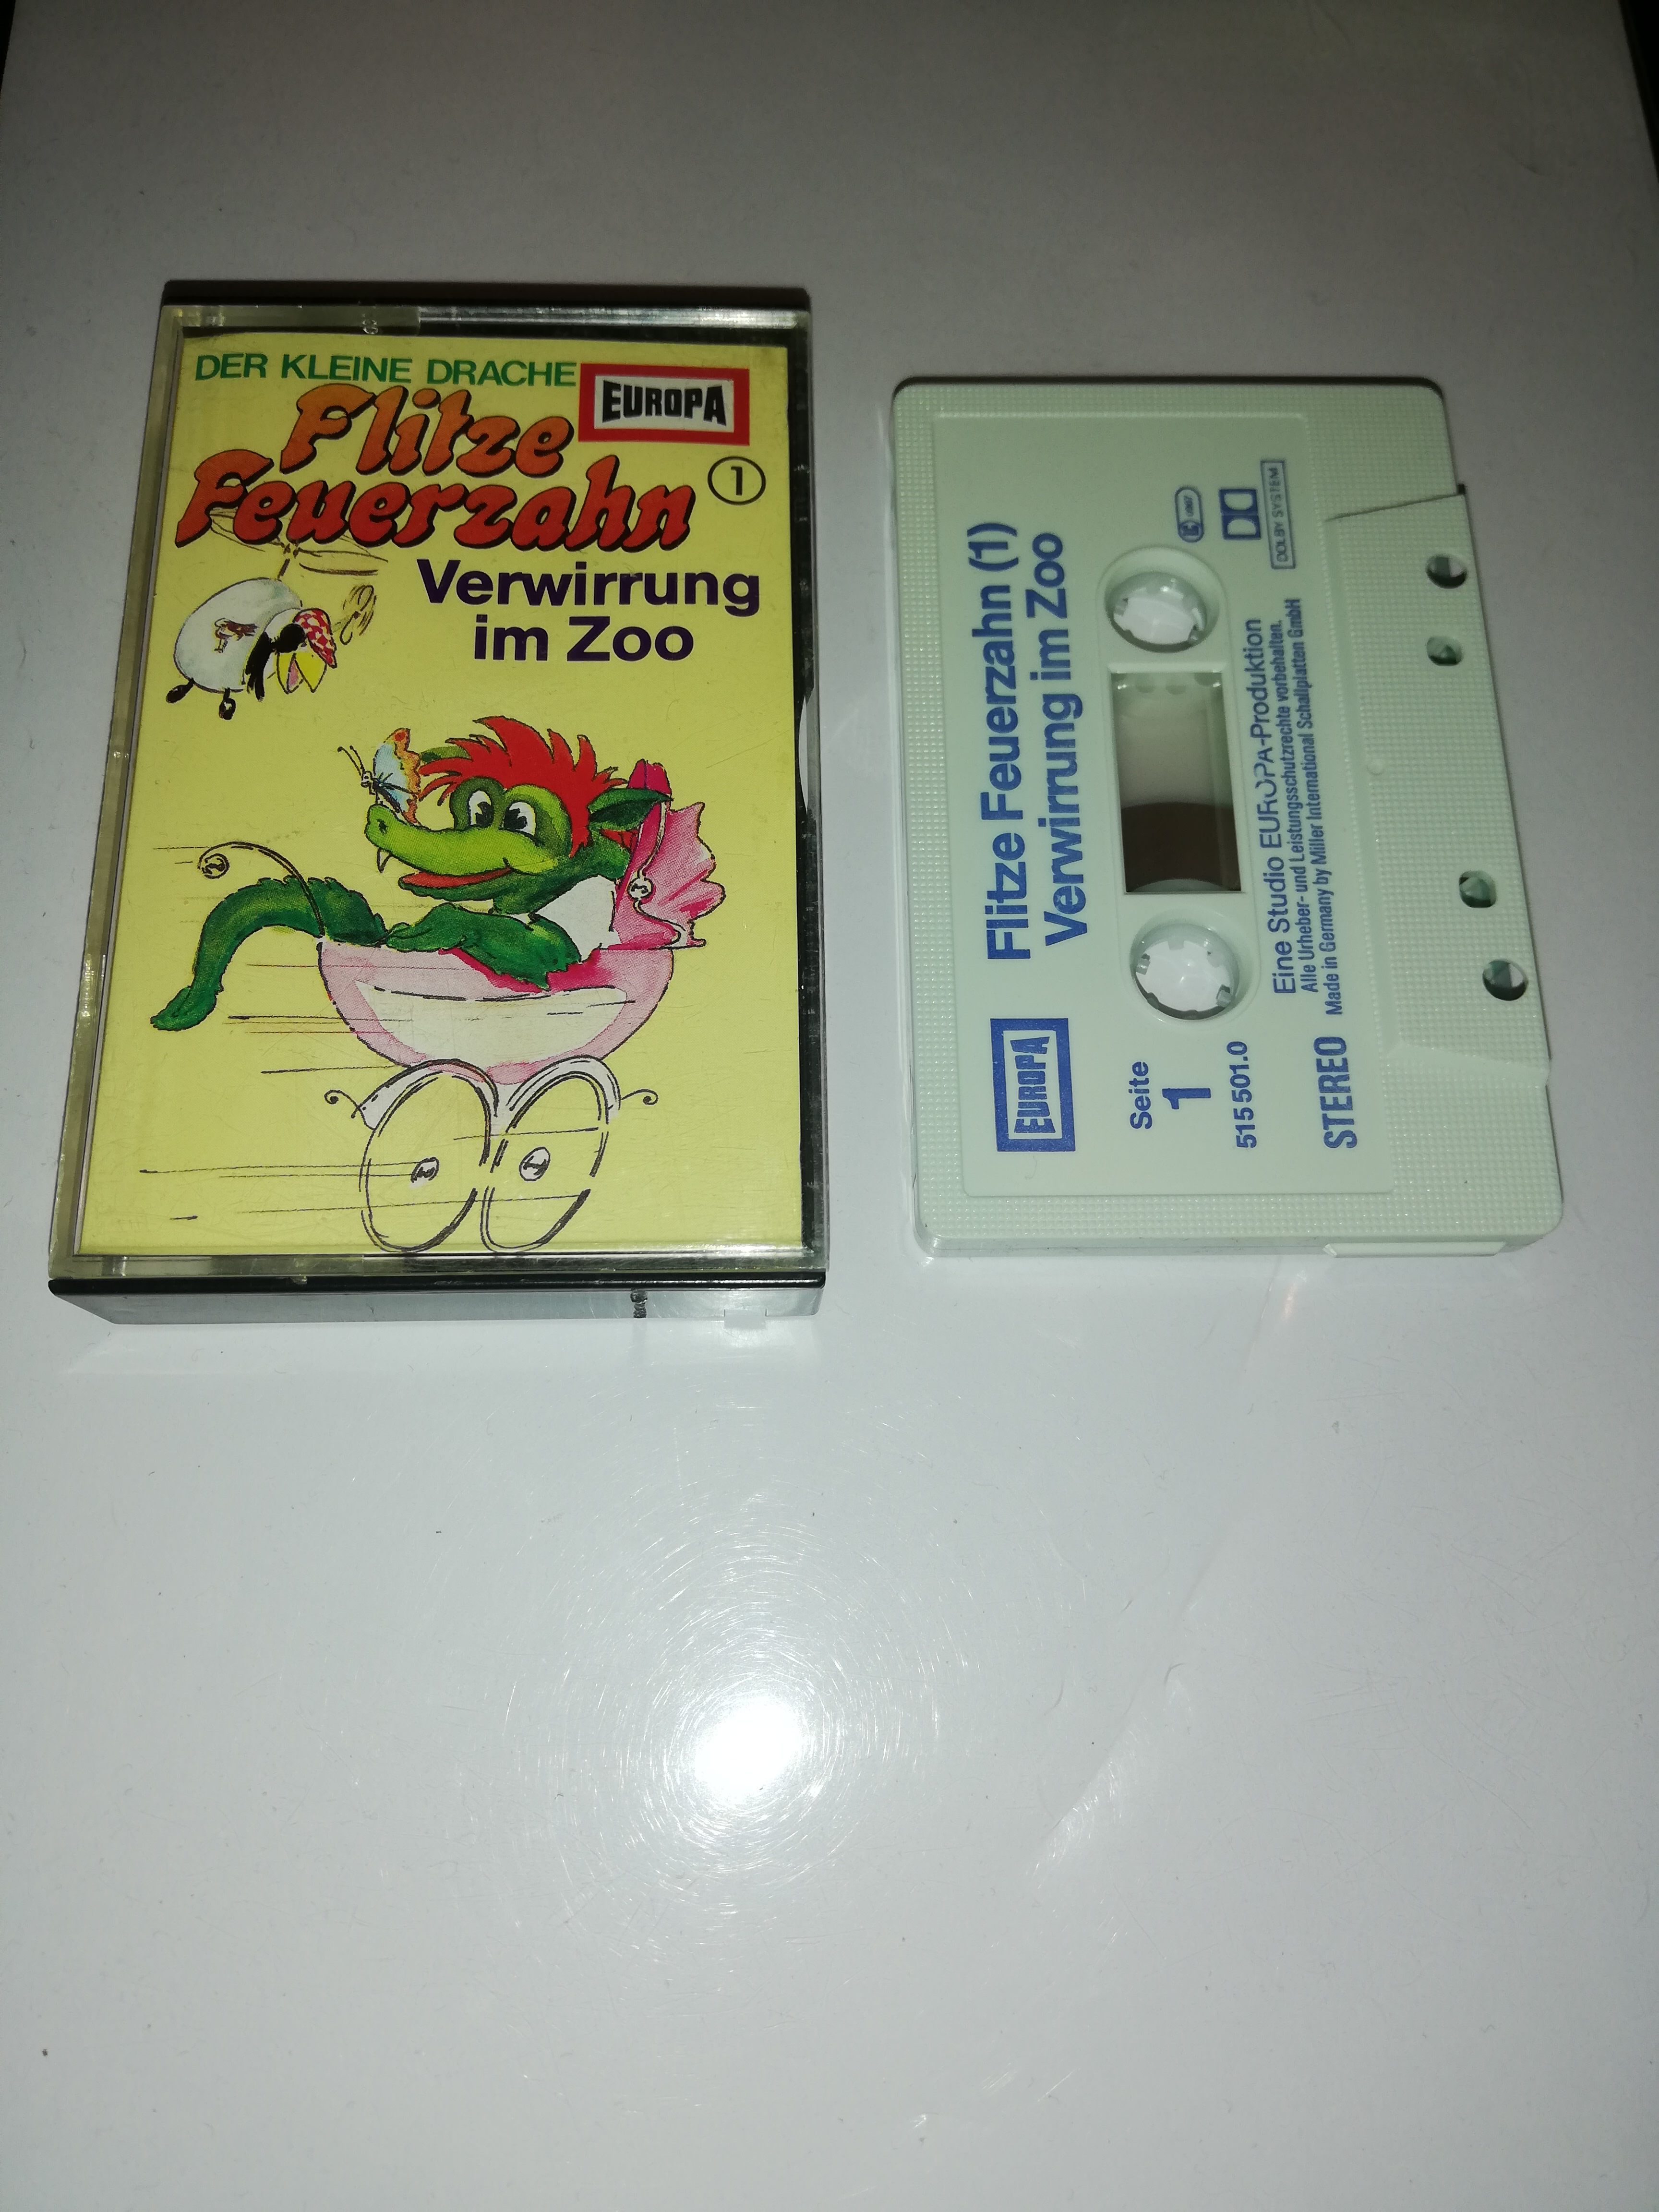 DER KLEINE DRACHE
EUROPA
Flitze
Feuerzahn
1
Verwirrung
im Zoo
EUROPA
Flitze Feuerzahn (1)
Verwirrung im Zoo
Seite
1
515 501.0
STEREO
Eine Studio EUROPA-Produktion
Alle Urheber- und Leistungsschutzrechte vorbehalten.
Made in Germany by Miller International Schallplatten GmbH
DOLBY SYSTEM